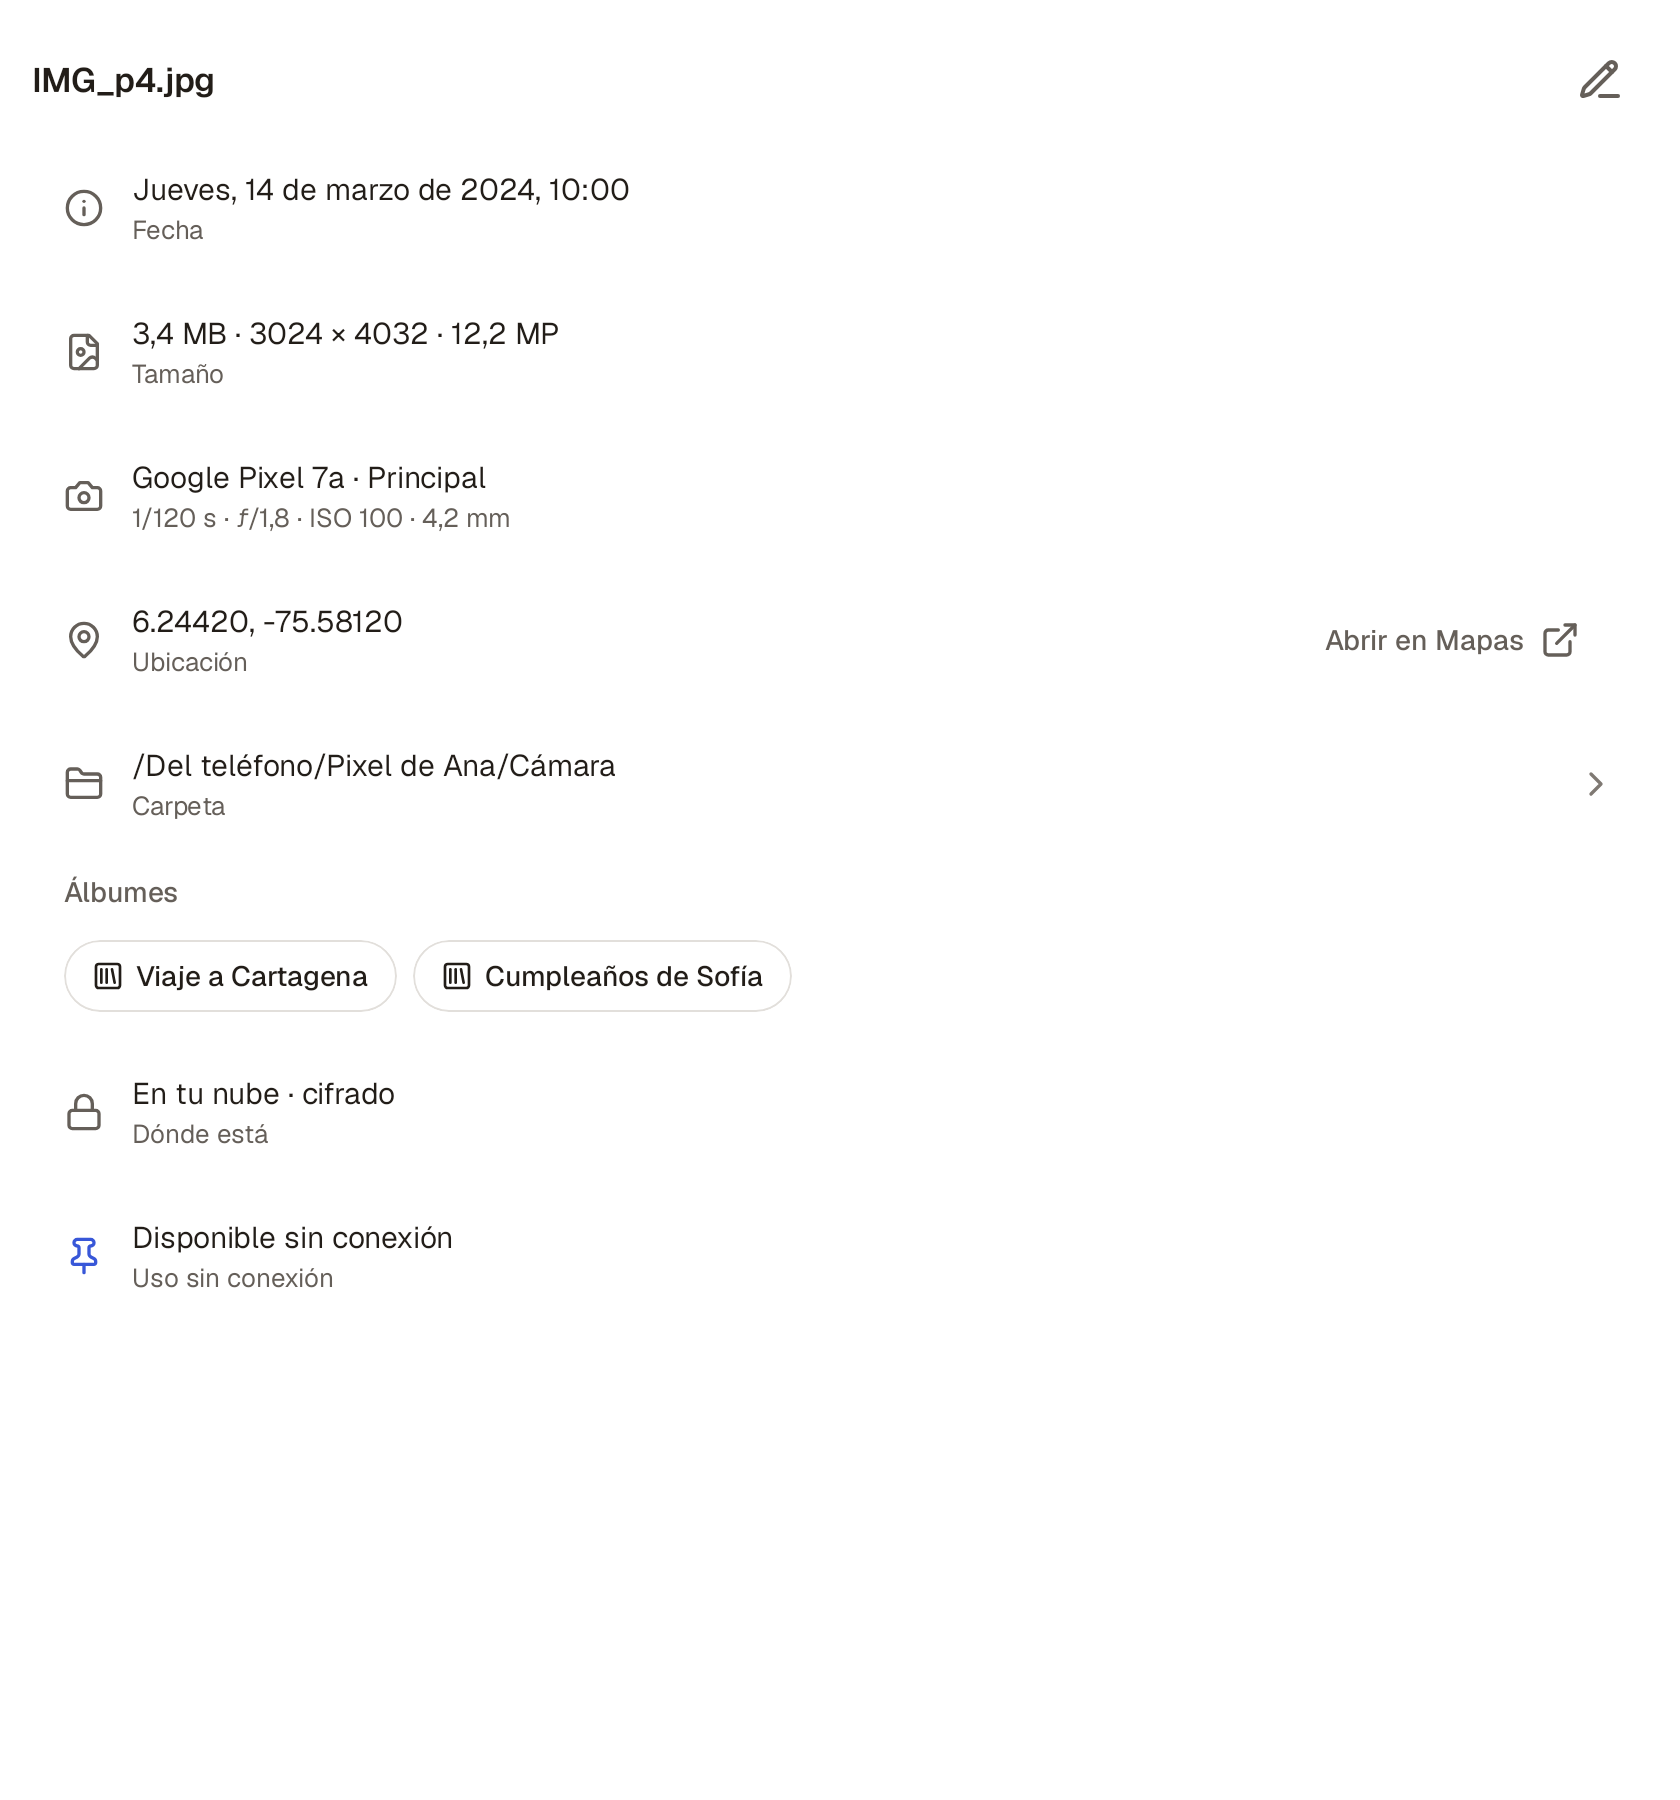 IMG_p4.jpg
Jueves, 14 de marzo de 2024, 10:00
Fecha
3,4 MB · 3024 × 4032 · 12,2 MP
Tamaño
Google Pixel 7a · Principal
1/120 s · ƒ/1,8 · ISO 100 · 4,2 mm
6.24420, -75.58120
Ubicación
Abrir en Mapas
/Del teléfono/Pixel de Ana/Cámara
Carpeta
Álbumes
Viaje a Cartagena
Cumpleaños de Sofía
En tu nube · cifrado
Dónde está
Disponible sin conexión
Uso sin conexión